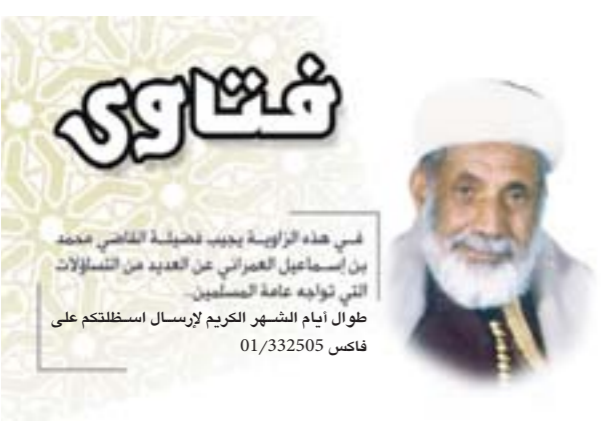 فتاوى
في هذه الزاوية يجيب فضيلة القاضي محمد
بن إسماعيل العمراني عن العديد من التساؤلات
التي تواجه عامة المسلمين..
طوال أيام الشهر الكريم لإرسال اسظلتكم على
فاكس 01/332505